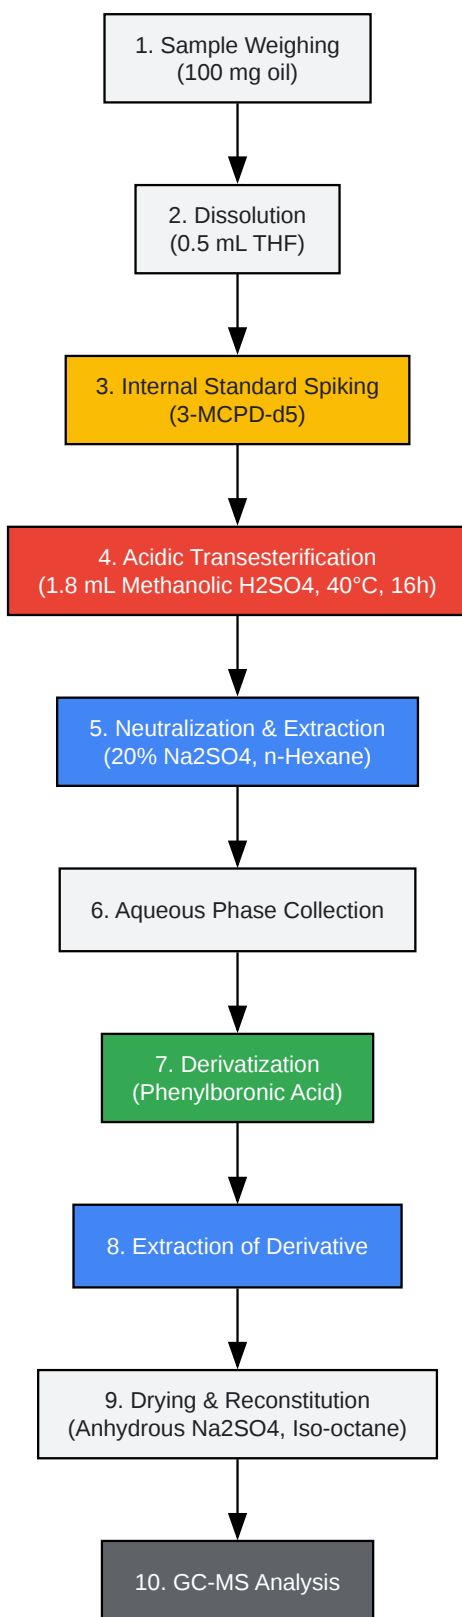 1. Sample Weighing
(100 mg oil)
2. Dissolution
(0.5 mL THF)
3. Internal Standard Spiking
(3-MCPD-d5)
4. Acidic Transesterification
(1.8 mL Methanolic H2SO4, 40°C, 16h)
5. Neutralization & Extraction
(20% Na2SO4, n-Hexane)
6. Aqueous Phase Collection
7. Derivatization
(Phenylboronic Acid)
8. Extraction of Derivative
9. Drying & Reconstitution
(Anhydrous Na2SO4, Iso-octane)
10. GC-MS Analysis